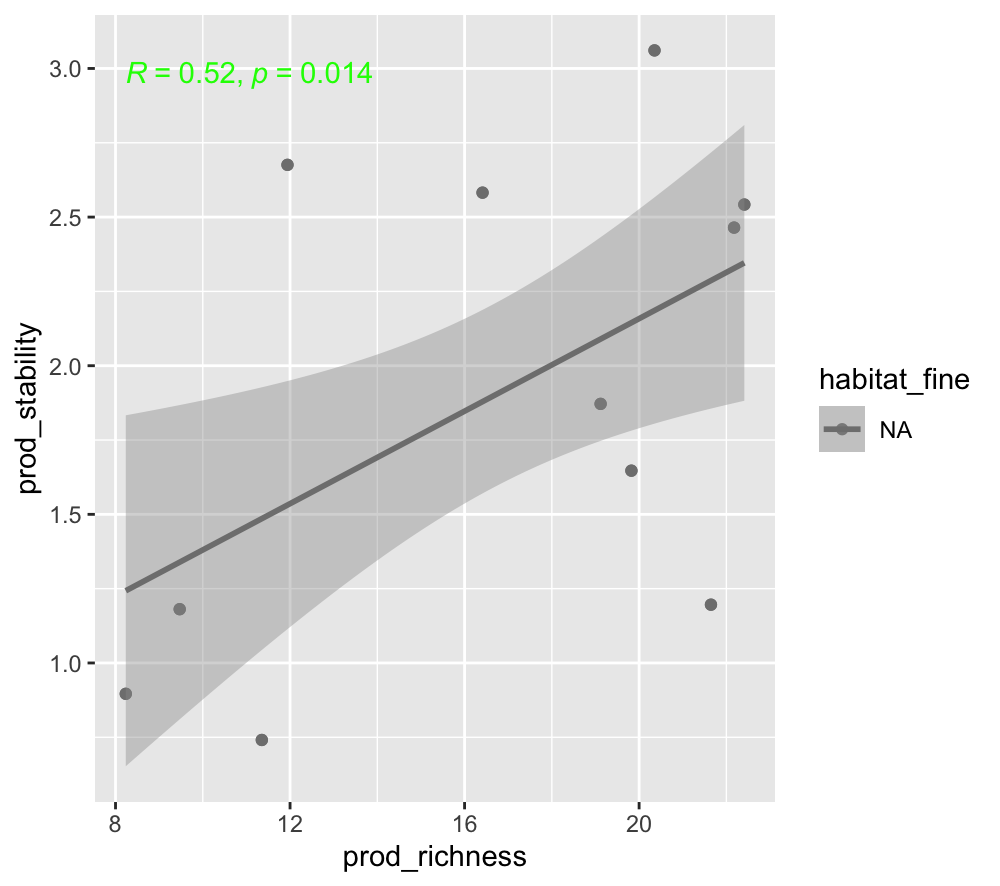 R = 0.52, p = 0.014
3.0
2.5
2.0
1.5
1.0
prod_stability
8 12 16 20
prod_richness
habitat_fine
NA